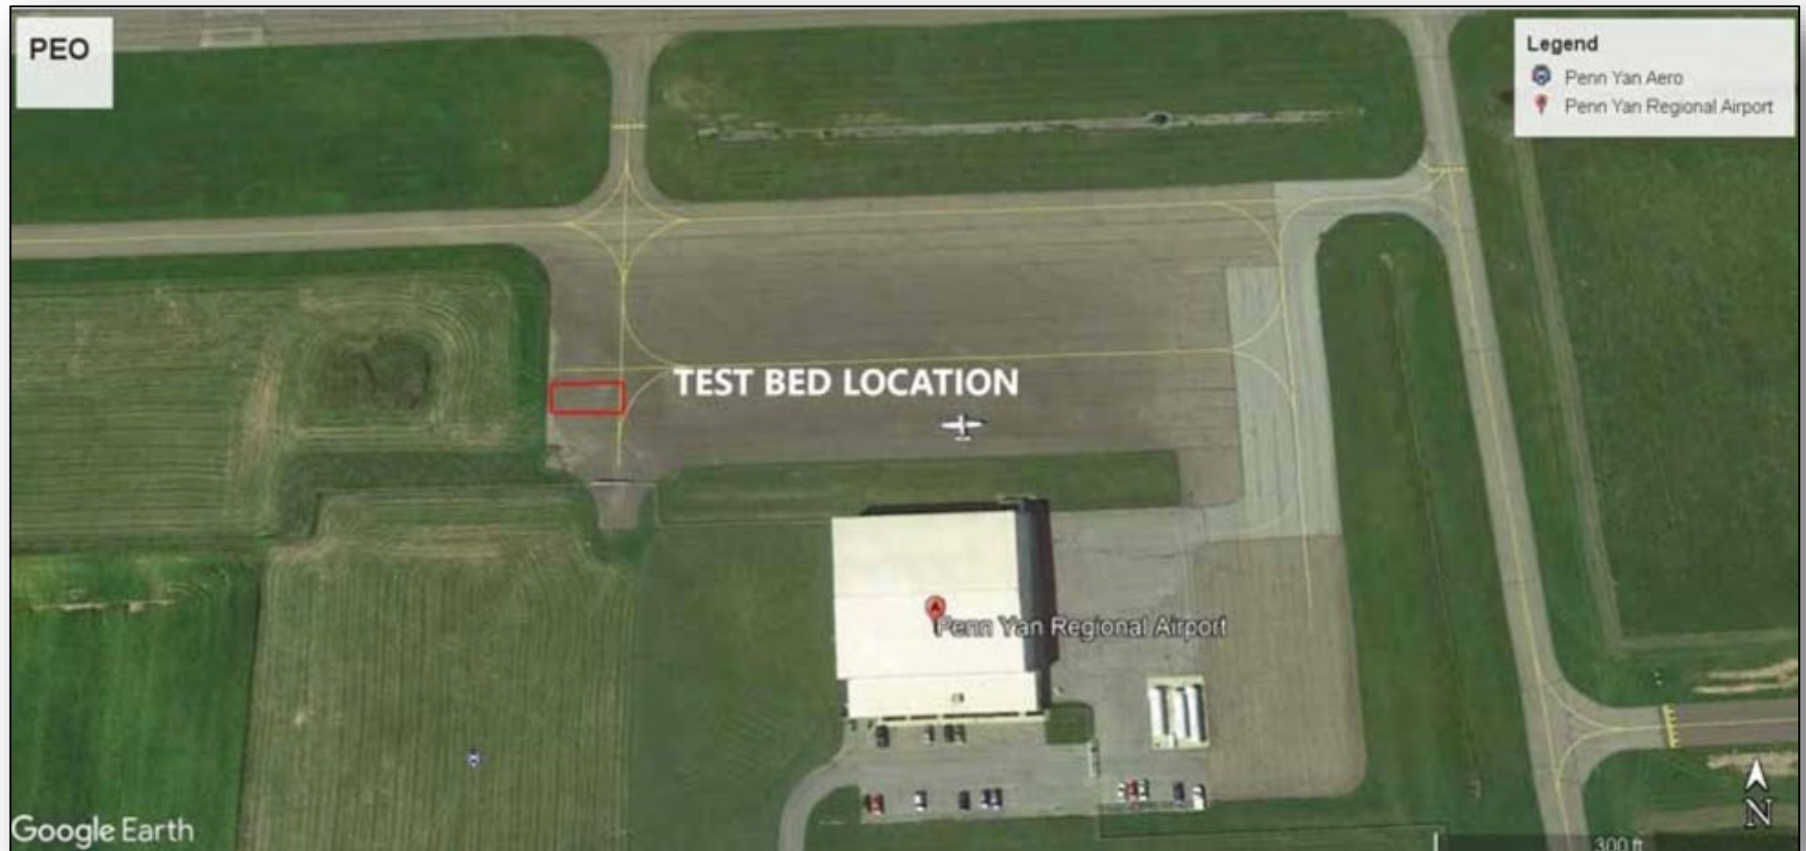 PEO
Legend
Penn Yan Aero
Penn Yan Regional Airport
TEST BED LOCATION
Penn Yan Regional Airport
Google Earth
N
300 ft